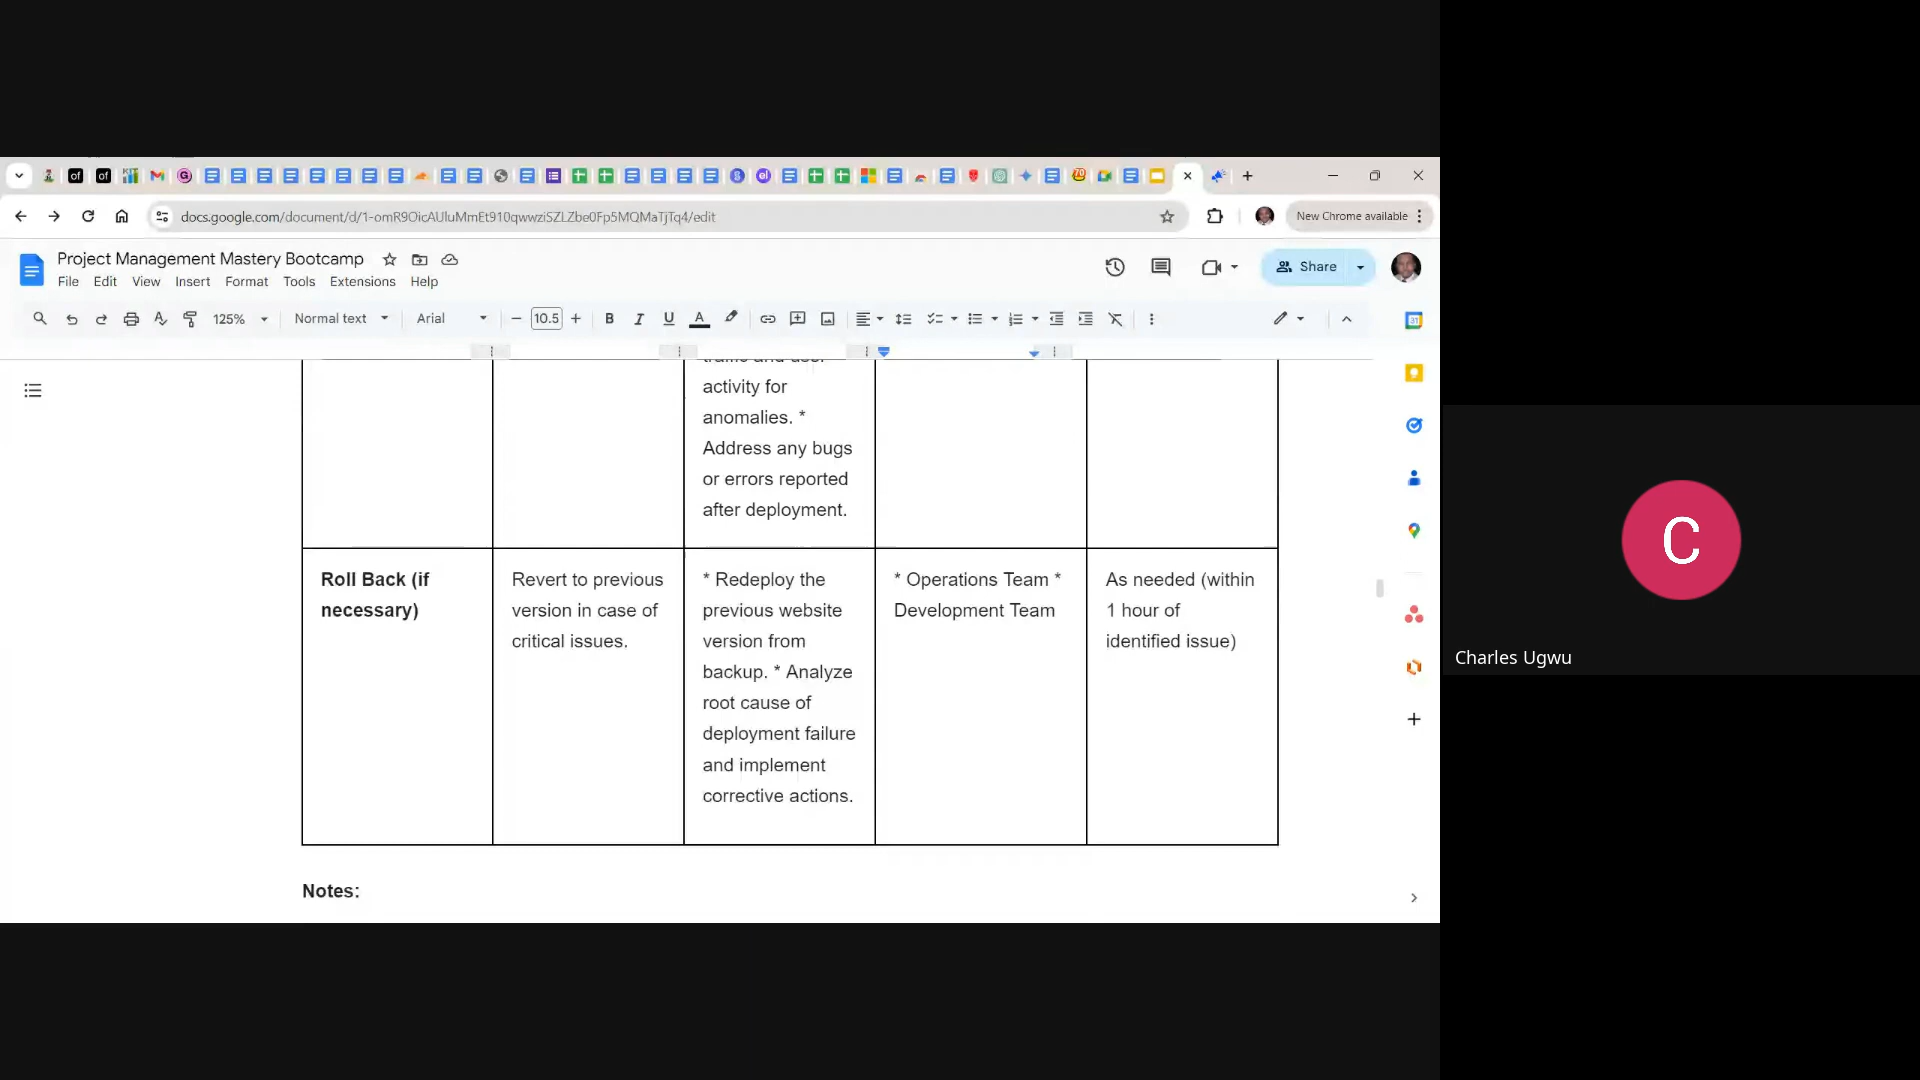 New Chrome available
docs.google.com/document/d/1-omR9OicAUluMmEt910qwwziSZLZbe0Fp5MQMaTjTq4/edit
Project Management Mastery Bootcamp
File Edit View Insert Format Tools Extensions Help
Share
125% Normal text Arial 10.5
traffic and user
activity for
anomalies. *
Address any bugs
or errors reported
after deployment.
Roll Back (if
necessary)
Revert to previous
version in case of
critical issues.
* Redeploy the
previous website
version from
backup. * Analyze
root cause of
deployment failure
and implement
corrective actions.
* Operations Team *
Development Team
As needed (within
1 hour of
identified issue)
Notes:
C
Charles Ugwu